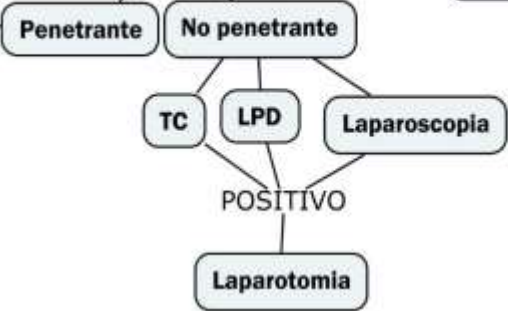 Penetrante
No penetrante
TC
LPD
Laparoscopia
POSITIVO
Laparotomia